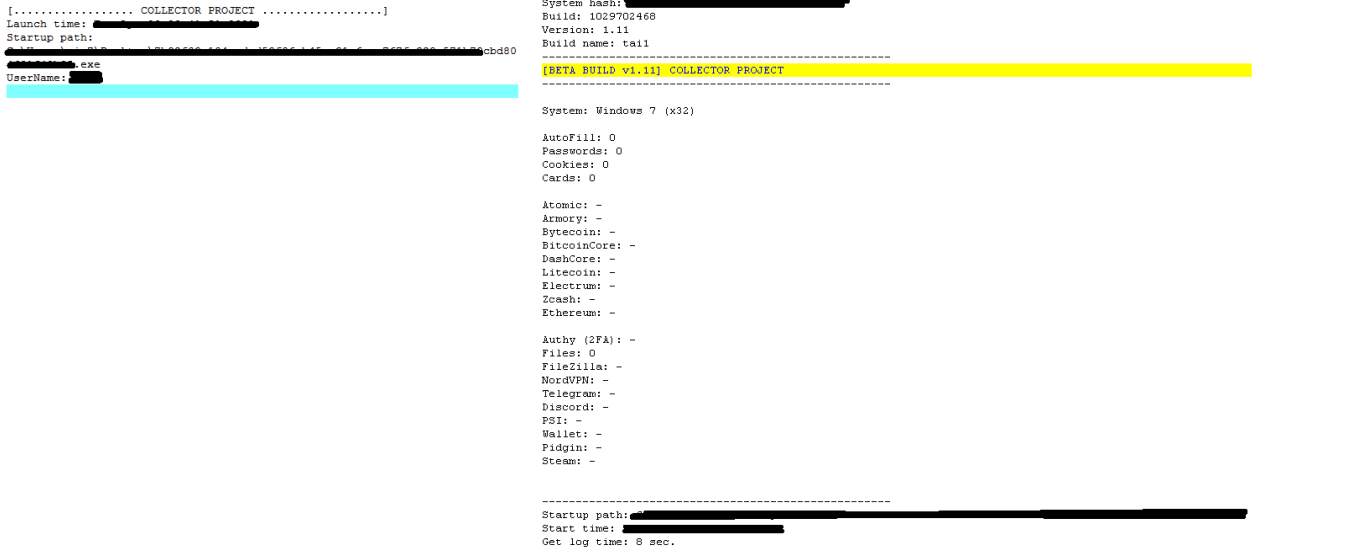 [.................. COLLECTOR PROJECT ..................]
Launch time:
Startup path:
cbd80
.exe
UserName:
System hash:
Build: 1029702468
Version: 1.11
Build name: tai1
----------------------------------------------------
[BETA BUILD v1.11] COLLECTOR PROJECT
----------------------------------------------------
System: Windows 7 (x32)
AutoFill: 0
Passwords: 0
Cookies: 0
Cards: 0
Atomic: -
Armory: -
Bytecoin: -
BitcoinCore: -
DashCore: -
Litecoin: -
Electrum: -
Zcash: -
Ethereum: -
Authy (2FA): -
Files: 0
FileZilla: -
NordVPN: -
Telegram: -
Discord: -
PSI: -
Wallet: -
Pidgin: -
Steam: -
----------------------------------------------------
Startup path:
Start time:
Get log time: 8 sec.